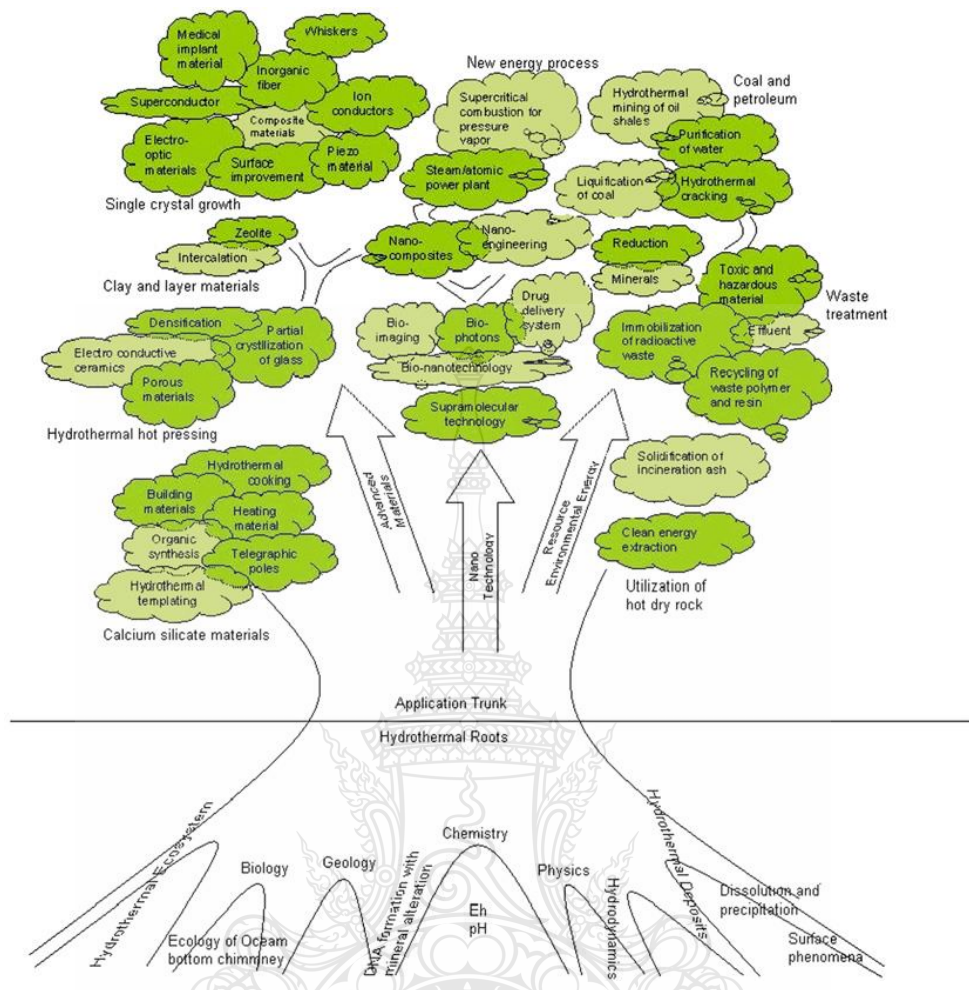 Medical
implant
material
Whiskers
Inorganic
fiber
Superconductor
Ion
conductors
Composite
materials
Electro-
optic
materials
Surface
improvement
Piezo
material
Single crystal growth
New energy process
Supercritical
combustion for
pressure
vapor
Steam/atomic
power plant
Hydrothermal
mining of oil
shales
Coal and
petroleum
Purification
of water
Liquification
of coal
Hydrothermal
cracking
Zeolite
Intercalation
Clay and layer materials
Nano-
composites
Nano-
engineering
Reduction
Minerals
Toxic and
hazardous
material
Waste
treatment
Densification
Partial
crystllization
of glass
Electro conductive
ceramics
Porous
materials
Hydrothermal hot pressing
Bio-
imaging
Bio-
photons
Drug
delivery
system
Bio-nanotechnology
Supramolecular
technology
Immobilization
of radioactive
waste
Effluent
Recycling of
waste polymer
and resin
Solidification of
incineration ash
Clean energy
extraction
Utilization of
hot dry rock
Hydrothermal
cooking
Building
materials
Heating
material
Organic
synthesis
Telegraphic
poles
Hydrothermal
templating
Calcium silicate materials
Advanced
Materials
Nano
Technology
Resource
Environmental Energy
Application Trunk
Hydrothermal Roots
Hydrothermal Ecosystem
Biology
Ecology of Oceam
bottom chimmney
Geology
DNA formation with
mineral alteration
Chemistry
Eh
pH
Physics
Hydrodynamics
Hydrothermal Deposits
Dissolution and
precipitation
Surface
phenomena